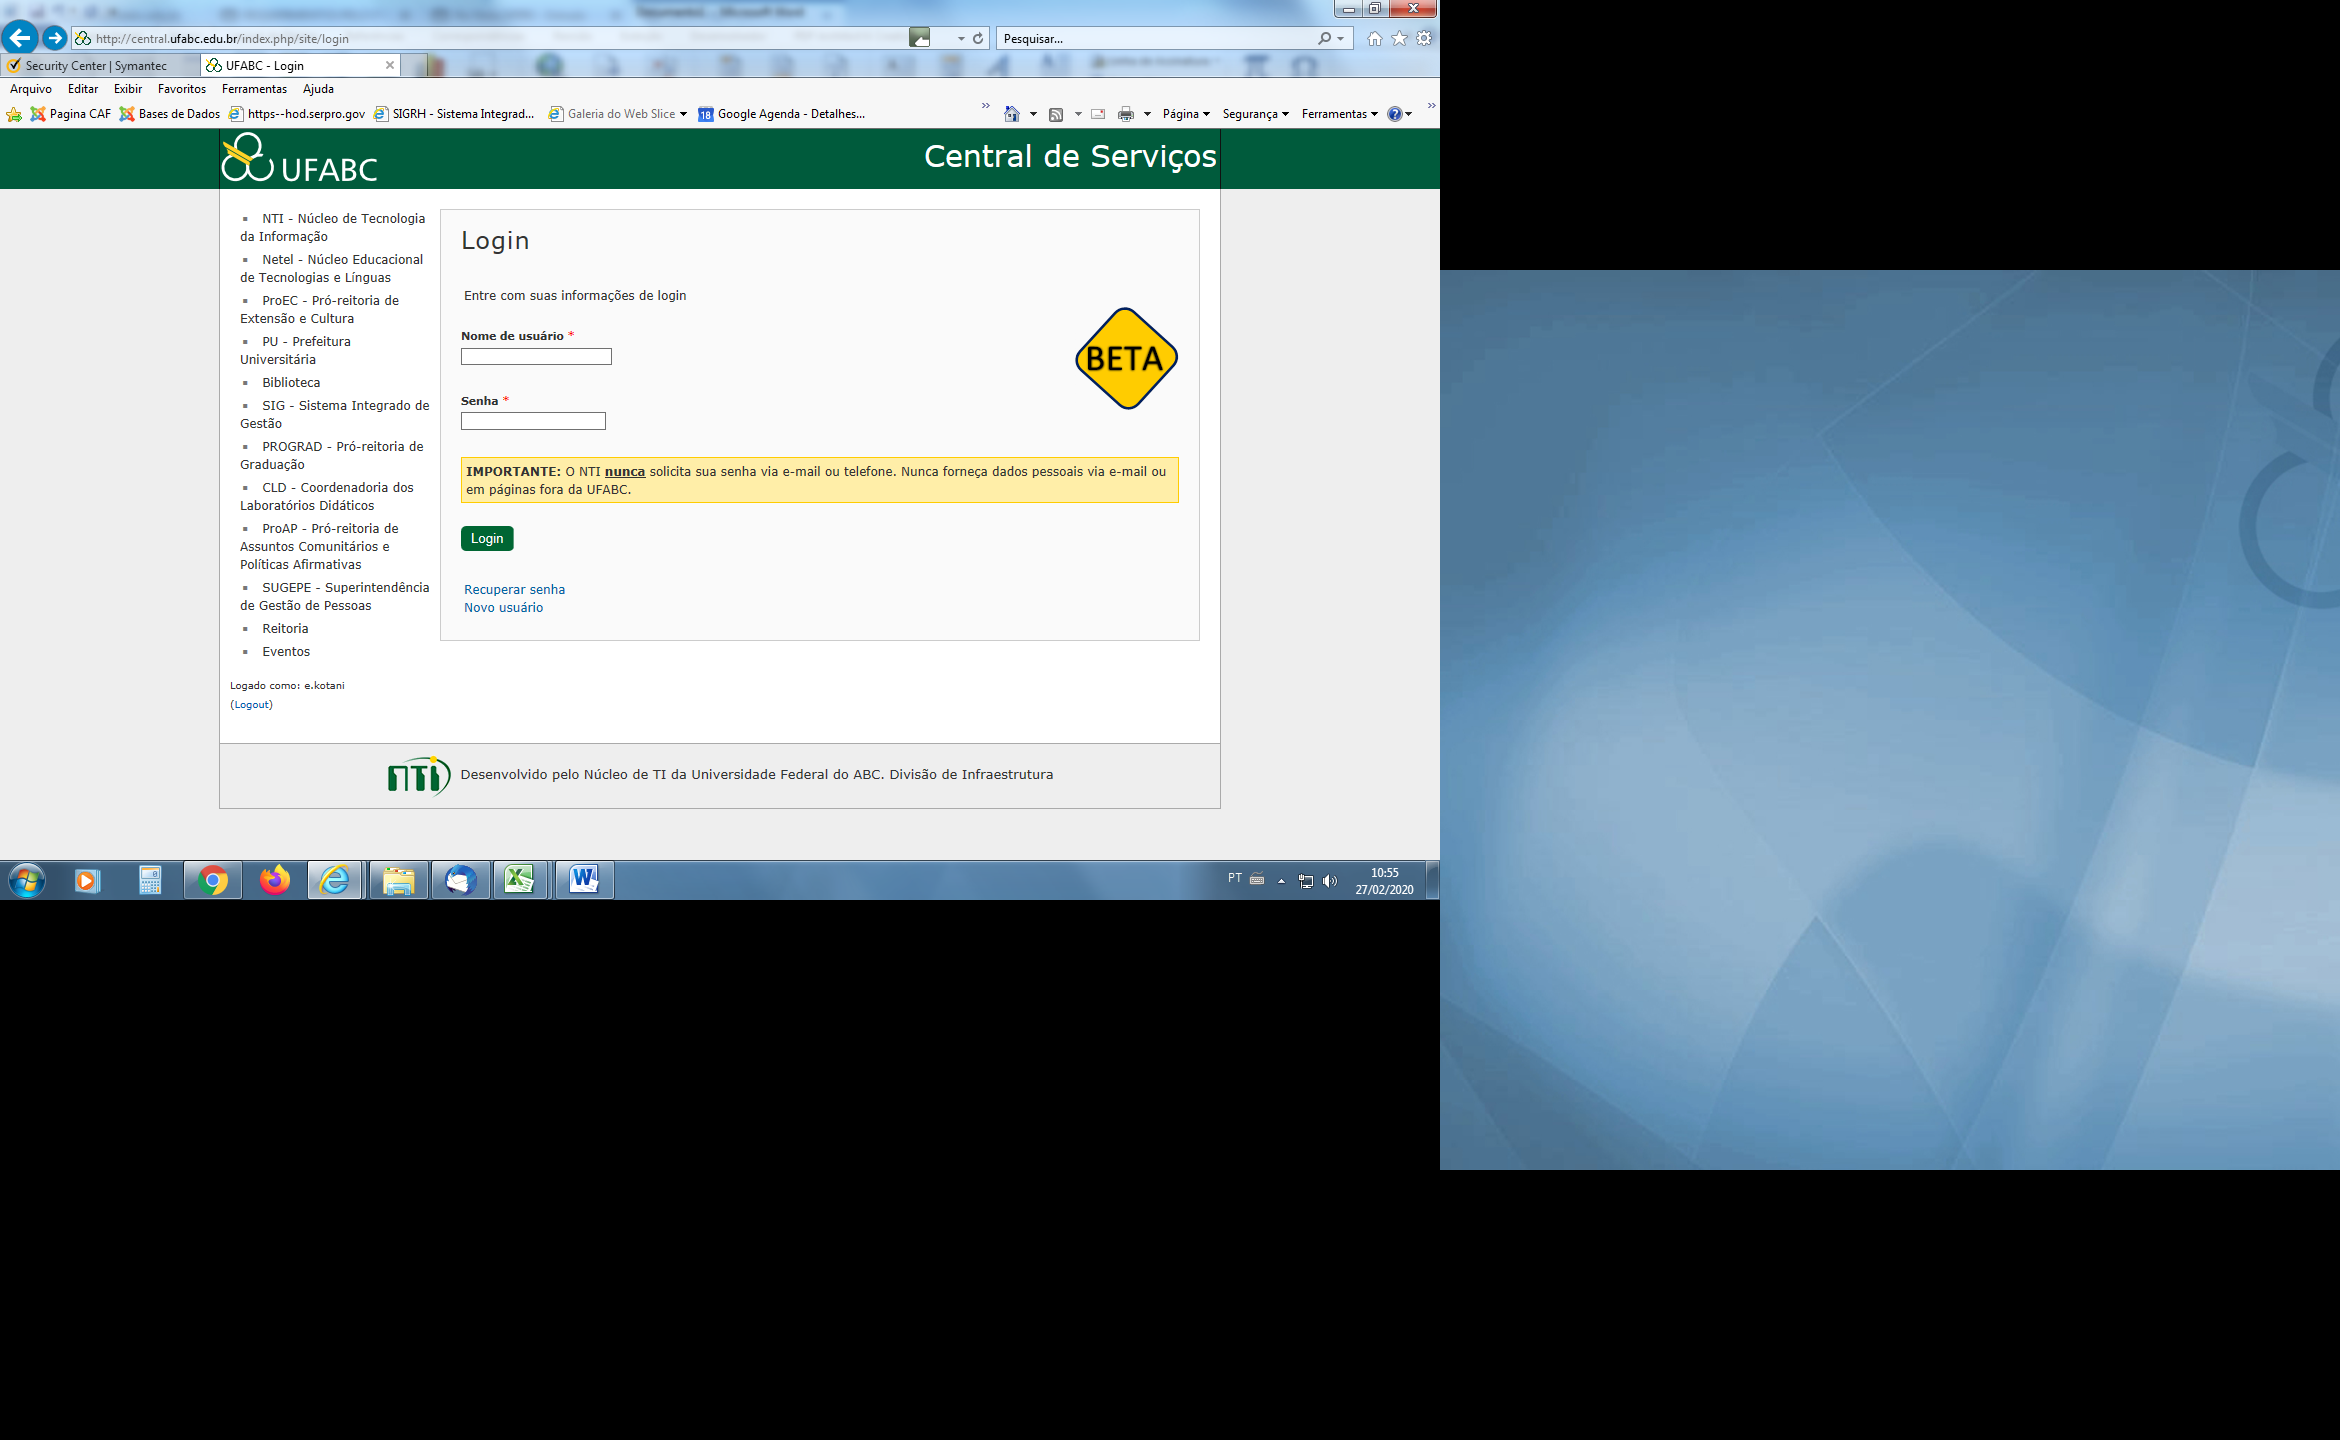 http://central.ufabc.edu.br/index.php/site/login
Pesquisar...
Security Center | Symantec
UFABC - Login
Arquivo Editar Exibir Favoritos Ferramentas Ajuda
Pagina CAF Bases de Dados https--hod.serpro.gov SIGRH - Sistema Integrad... Galeria do Web Slice 18 Google Agenda - Detalhes... » Página Segurança Ferramentas »
UFABC
Central de Serviços
NTI - Núcleo de Tecnologia
da Informação
Netel - Núcleo Educacional
de Tecnologias e Línguas
ProEC - Pró-reitoria de
Extensão e Cultura
PU - Prefeitura
Universitária
Biblioteca
SIG - Sistema Integrado de
Gestão
PROGRAD - Pró-reitoria de
Graduação
CLD - Coordenadoria dos
Laboratórios Didáticos
ProAP - Pró-reitoria de
Assuntos Comunitários e
Políticas Afirmativas
SUGEPE - Superintendência
de Gestão de Pessoas
Reitoria
Eventos
Logado como: e.kotani
(Logout)
Login
Entre com suas informações de login
Nome de usuário *
BETA
Senha *
IMPORTANTE: O NTI nunca solicita sua senha via e-mail ou telefone. Nunca forneça dados pessoais via e-mail ou
em páginas fora da UFABC.
Login
Recuperar senha
Novo usuário
nTi Desenvolvido pelo Núcleo de TI da Universidade Federal do ABC. Divisão de Infraestrutura
PT
10:55
27/02/2020